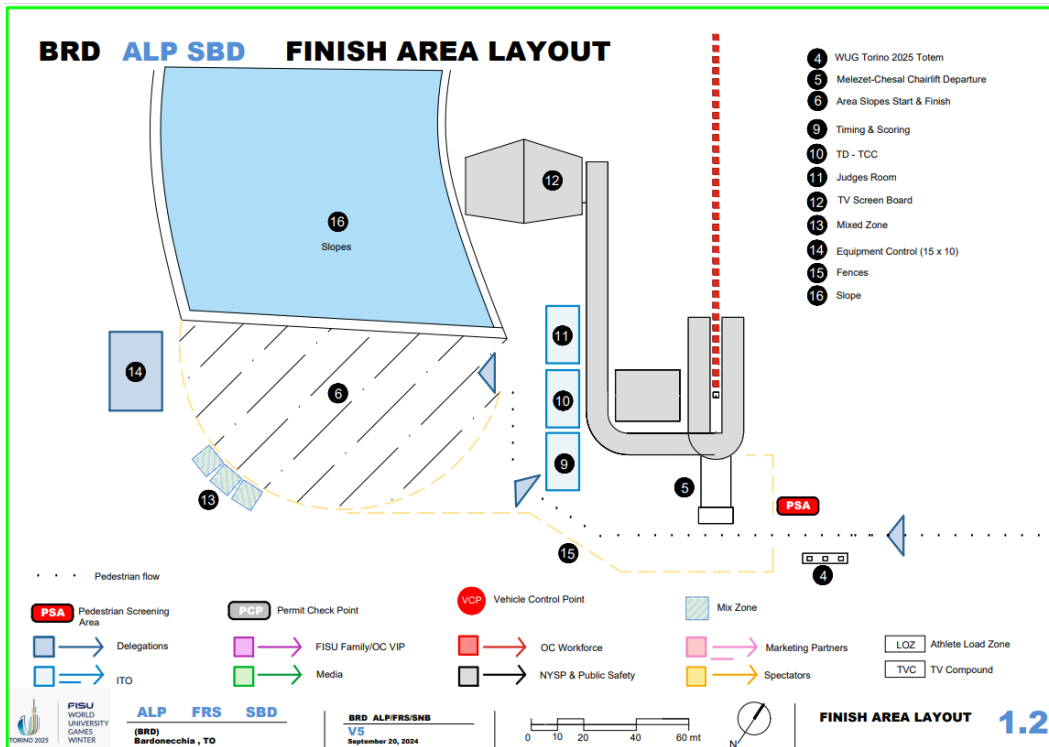 BRD ALP SBD FINISH AREA LAYOUT
4 WUG Torino 2025 Totem
5 Melezet-Chesal Chairlift Departure
6 Area Slopes Start & Finish
9 Timing & Scoring
10 TD - TCC
11 Judges Room
12 TV Screen Board
13 Mixed Zone
14 Equipment Control (15 x 10)
15 Fences
16 Slope
12
16
Slopes
11
14
10
6
9
13
5
PSA
15
4
Pedestrian flow
PSA Pedestrian Screening
Area
PCP Permit Check Point
VCP Vehicle Control Point
Mix Zone
Delegations
FISU Family/OC VIP
OC Workforce
Marketing Partners
LOZ Athlete Load Zone
ITO
Media
NYSP & Public Safety
Spectators
TVC TV Compound
TORINO 2025
FISU
WORLD
UNIVERSITY
GAMES
WINTER
ALP FRS SBD
(BRD)
Bardonecchia , TO
BRD ALP/FRS/SNB
V5
September 20, 2024
0 10 20 40 60 mt
N
FINISH AREA LAYOUT 1.2